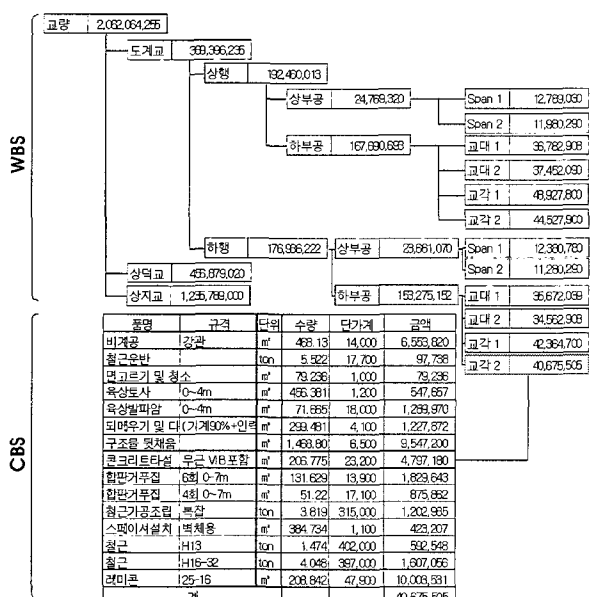 교량 2,062,064,255
도계교 369,396,235
상행 192,460,013
상부공 24,769,320
Span 1 12,789,030
Span 2 11,980,290
하부공 167,690,693
교대 1 36,782,908
교대 2 37,452,090
교각 1 48,927,800
교각 2 44,527,900
하행 176,936,222
상부공 23,661,070
Span 1 12,380,780
Span 2 11,280,290
상덕교 456,879,020
상지교 1,235,789,000
하부공 153,275,152
교대 1 35,672,039
교대 2 34,562,908
교각 1 42,364,700
교각 2 40,675,505
WBS
CBS
품명 규격 단위 수량 단가계 금액
비계공 강관 ㎡ 468.13 14,000 6,553,820
철근운반 ton 5.522 17,700 97,738
면고르기 및 청소 ㎡ 79.236 1,000 79,236
육상토사 0~4m ㎥ 456.381 1,200 547,657
육상발파암 0~4m ㎥ 71.665 18,000 1,289,970
되메우기 및 다 (기계90%+인력 ㎥ 299.481 4,100 1,227,872
구조물 뒷채움 ㎥ 1,468.80 6,500 9,547,200
콘크리트타설 무근 VIB포함 ㎥ 206.775 23,200 4,797,180
합판거푸집 6회 0~7m ㎡ 131.629 13,900 1,829,643
합판거푸집 4회 0~7m ㎡ 51.22 17,100 875,862
철근가공조립 복잡 ton 3.819 315,000 1,202,985
스페이셔설치 벽체용 ㎡ 384.734 1,100 423,207
철근 H13 ton 1.474 402,000 592,548
철근 H16~32 ton 4.048 397,000 1,607,056
레미콘 25-16 ㎥ 208.842 47,900 10,003,531
계 40,675,505